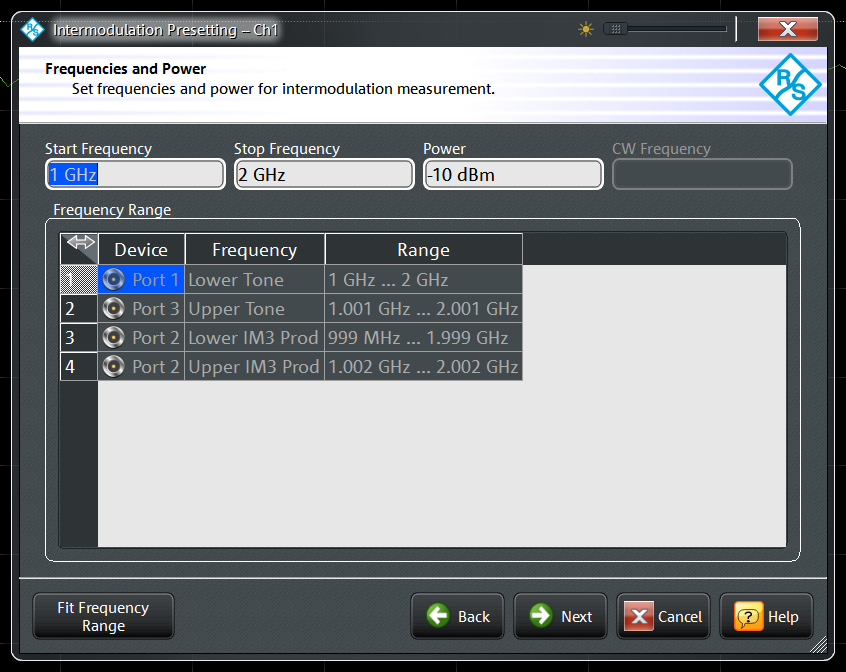 Intermodulation Presetting – Ch1
Frequencies and Power
Set frequencies and power for intermodulation measurement.
R S
Start Frequency Stop Frequency Power CW Frequency
1 GHz 2 GHz -10 dBm
Frequency Range
Device Frequency Range
1 Port 1 Lower Tone 1 GHz ... 2 GHz
2 Port 3 Upper Tone 1.001 GHz ... 2.001 GHz
3 Port 2 Lower IM3 Prod 999 MHz ... 1.999 GHz
4 Port 2 Upper IM3 Prod 1.002 GHz ... 2.002 GHz
Fit Frequency
Range
Back Next Cancel Help